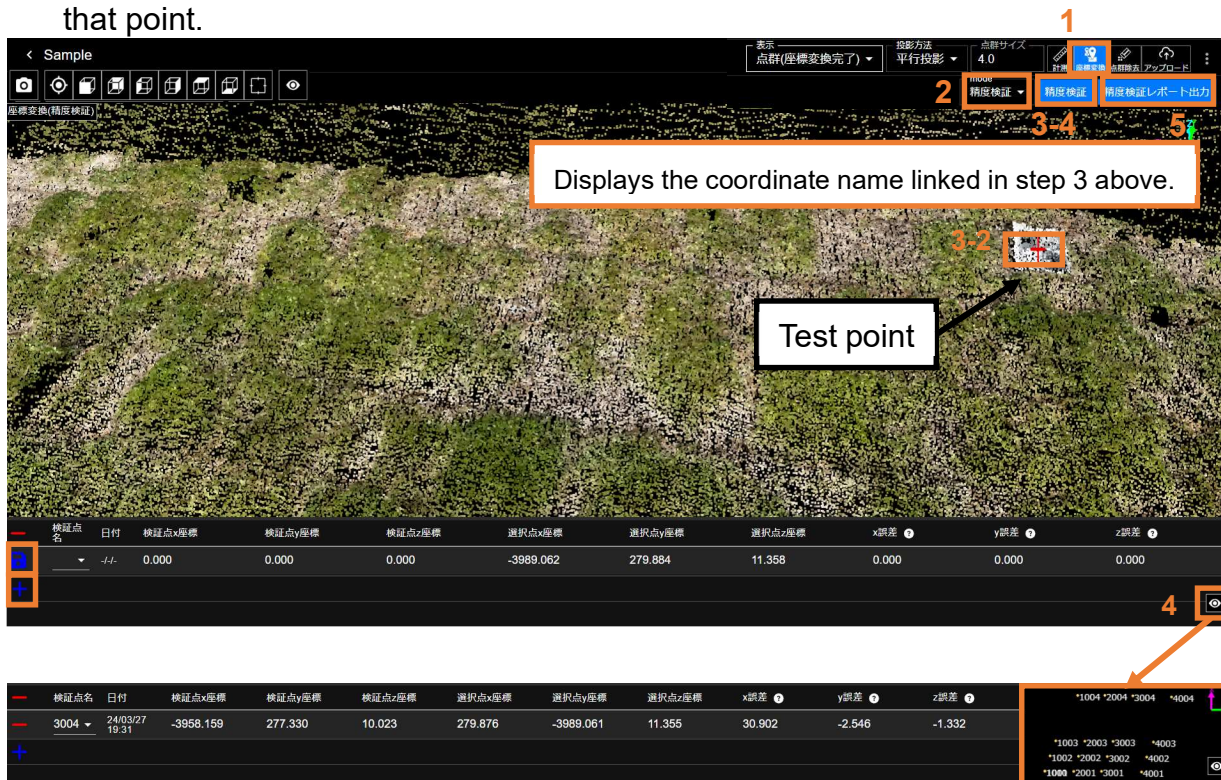 that point.
1
Sample
表示
点群(座標変換完了)
投影方法
平行投影
点群サイズ
4.0
計測
座標変換
点群除去
アップロード
2
mode
精度検証
精度検証
精度検証レポート出力
座標変換(精度検証)
3-4
5
Displays the coordinate name linked in step 3 above.
3-2
Test point
検証点名 日付 検証点x座標 検証点y座標 検証点z座標 選択点x座標 選択点y座標 選択点z座標 x誤差 y誤差 z誤差
-/-/- 0.000 0.000 0.000 -3989.062 279.884 11.358 0.000 0.000 0.000
4
検証点名 日付 検証点x座標 検証点y座標 検証点z座標 選択点x座標 選択点y座標 選択点z座標 x誤差 y誤差 z誤差
3004 24/03/27 19:31 -3958.159 277.330 10.023 279.876 -3989.061 11.355 30.902 -2.546 -1.332
*1004 *2004 *3004 *4004
*1003 *2003 *3003 *4003
*1002 *2002 *3002 *4002
*2001 *3001 *4001